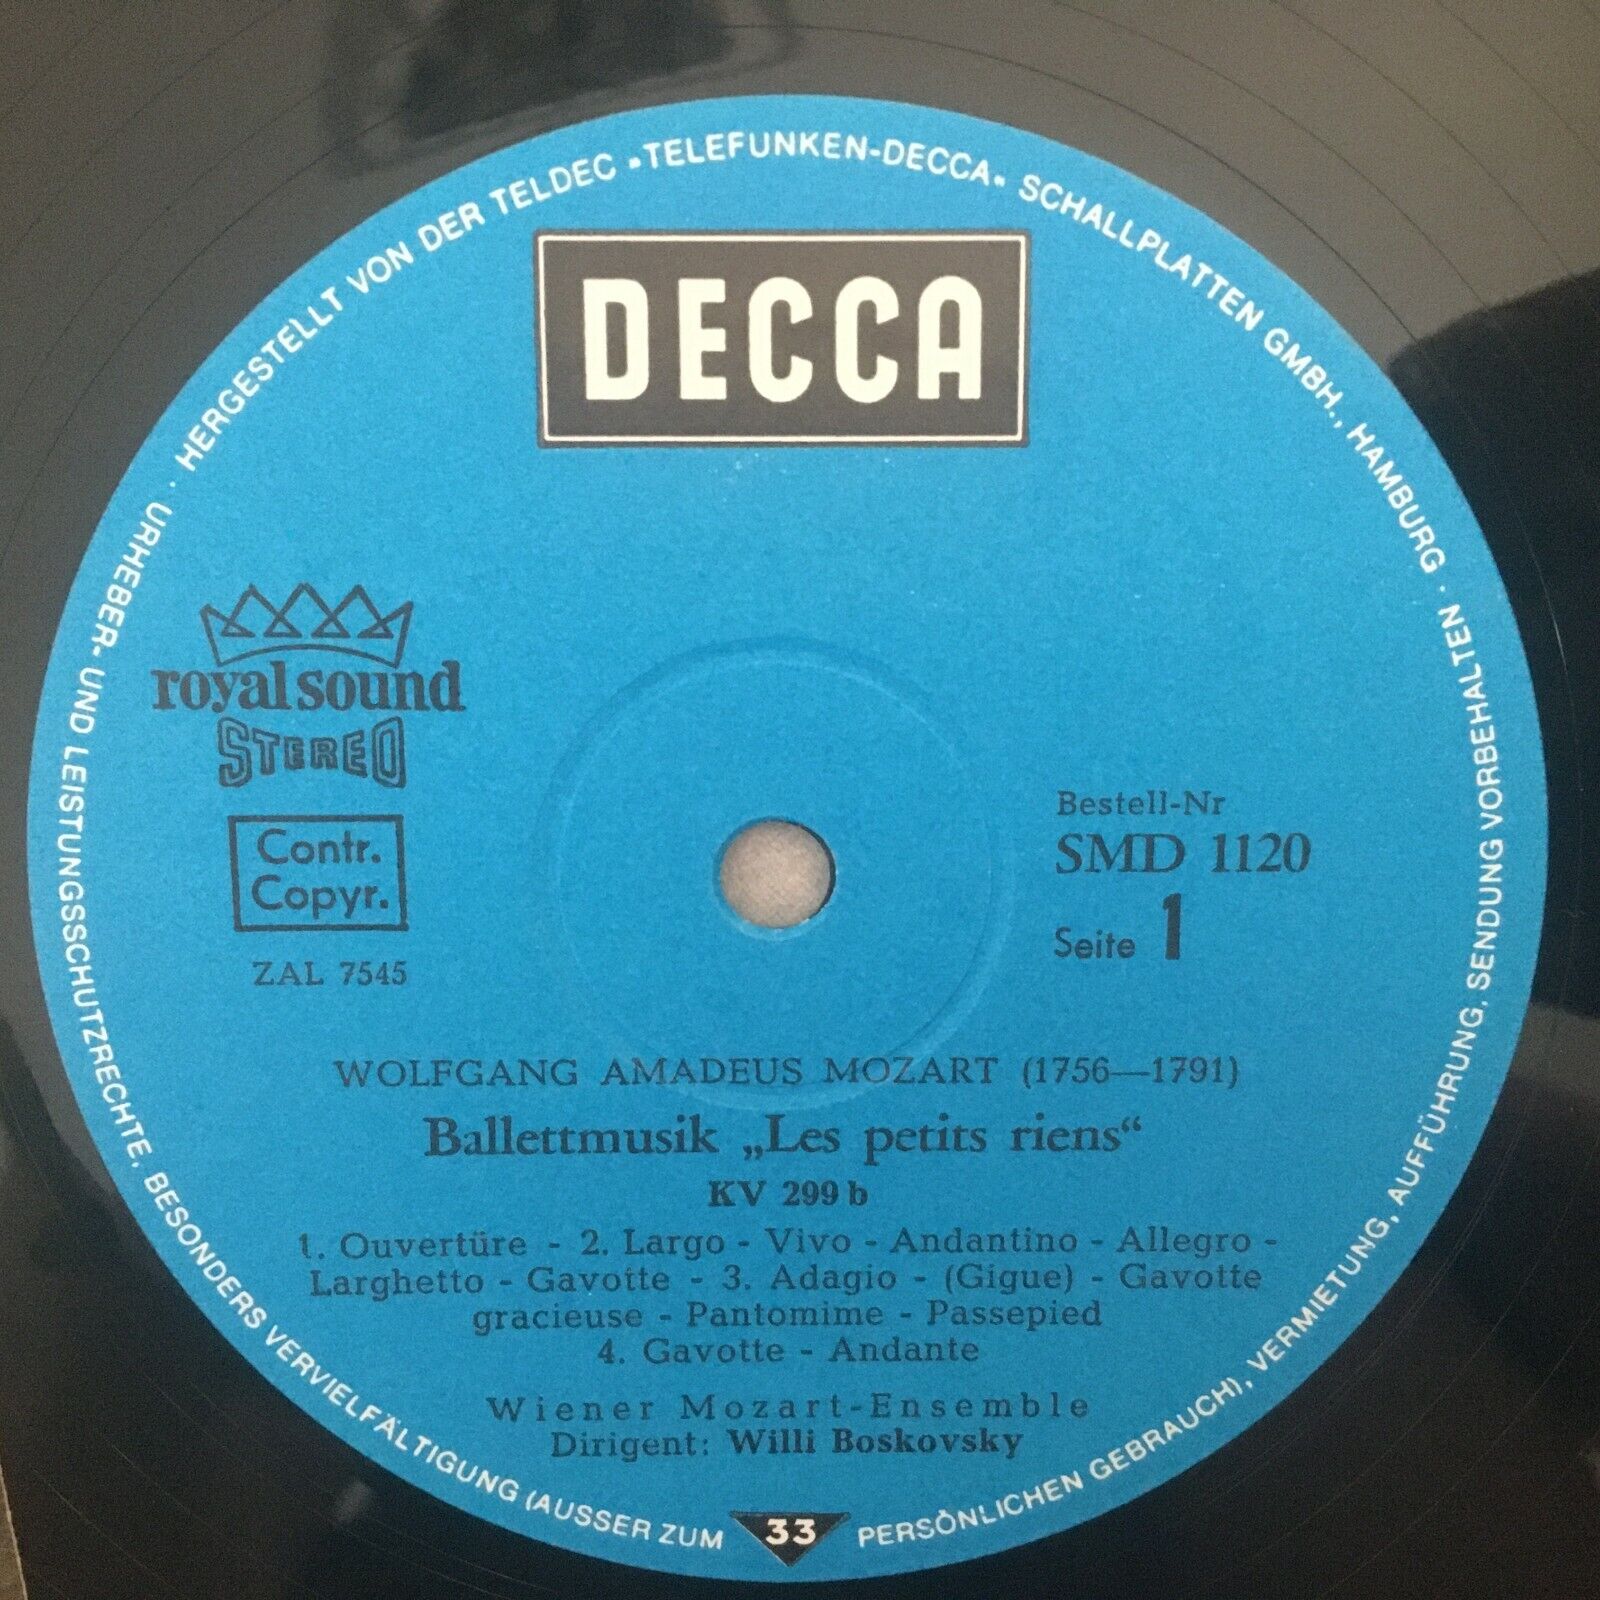 HERGESTELLT VON DER TELDEC •TELEFUNKEN-DECCA• SCHALLPLATTEN GMBH., HAMBURG · URHEBER- UND LEISTUNGSSCHUTZRECHTE, BESONDERS VERVIELFÄLTIGUNG (AUSSER ZUM PERSÖNLICHEN GEBRAUCH), VERMIETUNG, AUFFÜHRUNG, SENDUNG VORBEHALTEN ·
DECCA
royal sound
STEREO
Contr.
Copyr.
ZAL 7545
Bestell-Nr
SMD 1120
Seite 1
WOLFGANG AMADEUS MOZART (1756—1791)
Ballettmusik „Les petits riens“
KV 299 b
1. Ouvertüre - 2. Largo - Vivo - Andantino - Allegro -
Larghetto - Gavotte - 3. Adagio - (Gigue) - Gavotte
gracieuse - Pantomime - Passepied
4. Gavotte - Andante
Wiener Mozart-Ensemble
Dirigent: Willi Boskovsky
33